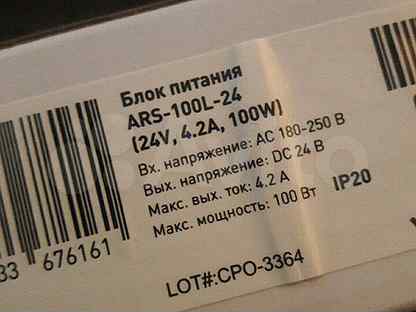 Блок питания
ARS-100L-24
(24V, 4.2A, 100W)
Вх. напряжение: AC 180-250 В
Вых. напряжение: DC 24 В
Макс. вых. ток: 4.2 А
Макс. мощность: 100 Вт
IP20
33 676161
LOT#:CPO-3364